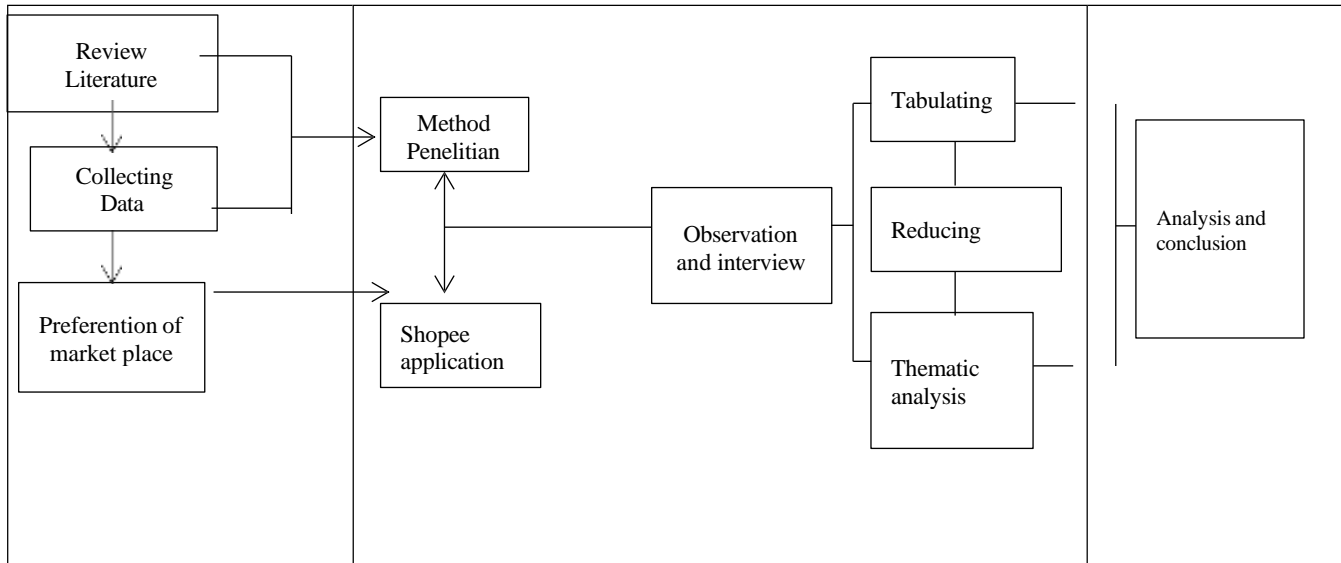 Review
Literature
Collecting
Data
Preferention of
market place
Method
Penelitian
Shopee
application
Observation
and interview
Tabulating
Reducing
Thematic
analysis
Analysis and
conclusion